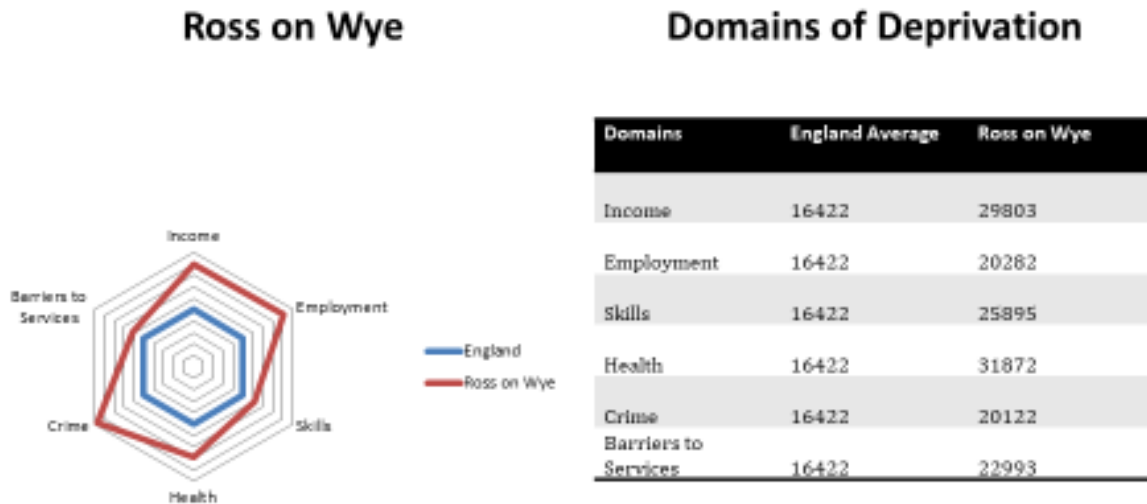 Ross on Wye
Domains of Deprivation
Income
Employment
Skills
Health
Crime
Barriers to
Services
England
Ross on Wye
Domains England Average Ross on Wye
Income 16422 29803
Employment 16422 20282
Skills 16422 25895
Health 16422 31872
Crime 16422 20122
Barriers to
Services 16422 22993